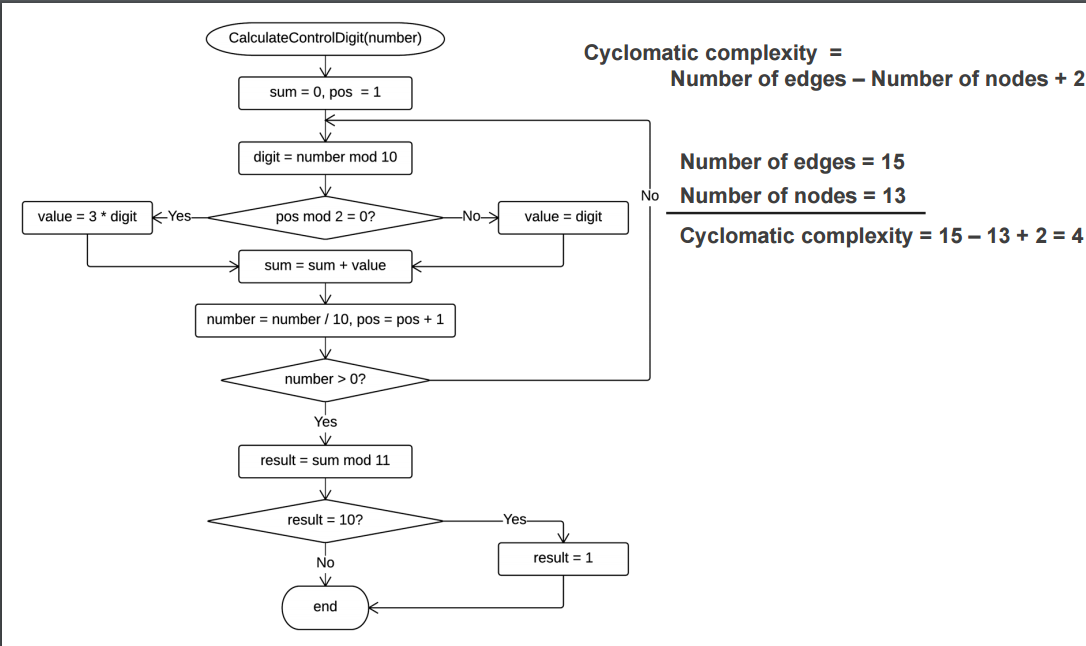 CalculateControlDigit(number)
sum = 0, pos = 1
digit = number mod 10
pos mod 2 = 0?
Yes
No
value = 3 * digit
value = digit
sum = sum + value
number = number / 10, pos = pos + 1
number > 0?
No
Yes
result = sum mod 11
result = 10?
Yes
No
result = 1
end
Cyclomatic complexity =
Number of edges – Number of nodes + 2
Number of edges = 15
Number of nodes = 13
Cyclomatic complexity = 15 – 13 + 2 = 4